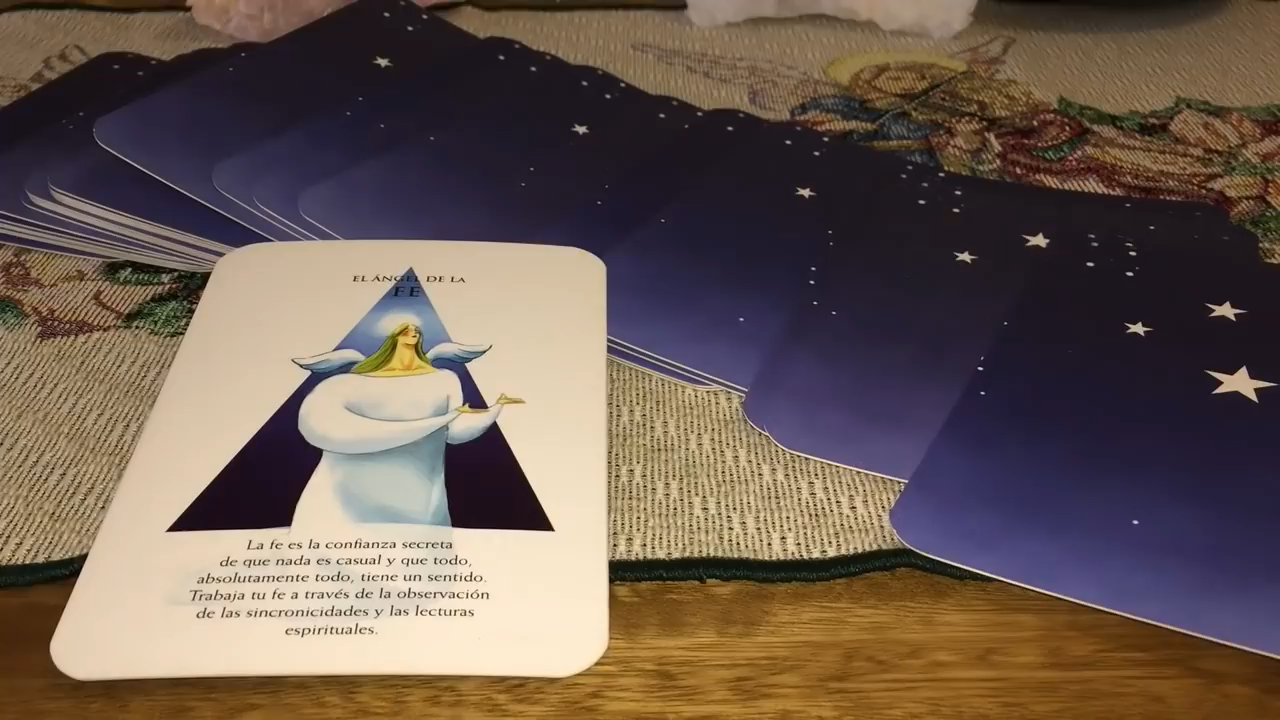 EL ÁNGEL DE LA
FE
La fe es la confianza secreta
de que nada es casual y que todo,
absolutamente todo, tiene un sentido.
Trabaja tu fe a través de la observación
de las sincronicidades y las lecturas
espirituales.